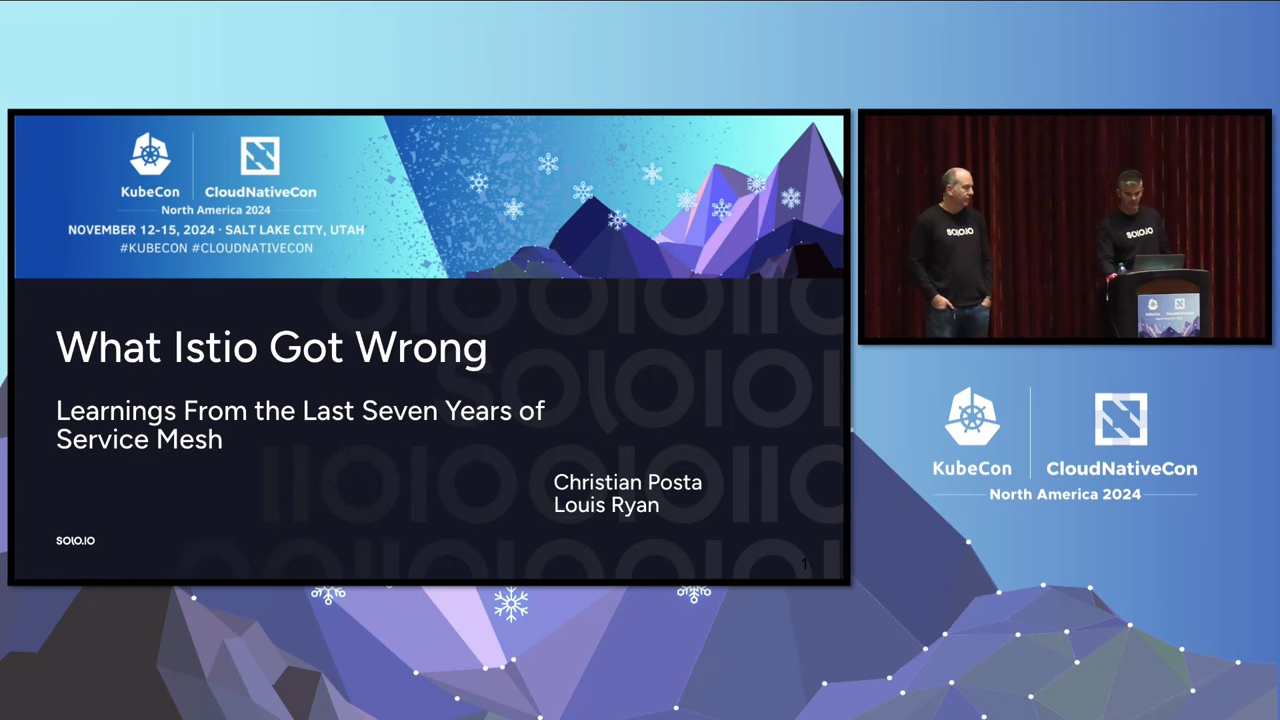 KubeCon
CloudNativeCon
North America 2024
NOVEMBER 12-15, 2024 · SALT LAKE CITY, UTAH
#KUBECON #CLOUDNATIVECON
What Istio Got Wrong
Learnings From the Last Seven Years of
Service Mesh
Christian Posta
Louis Ryan
solo.io
1
SOLO.IO
SOLO.IO
KubeCon
CloudNativeCon
North America 2024